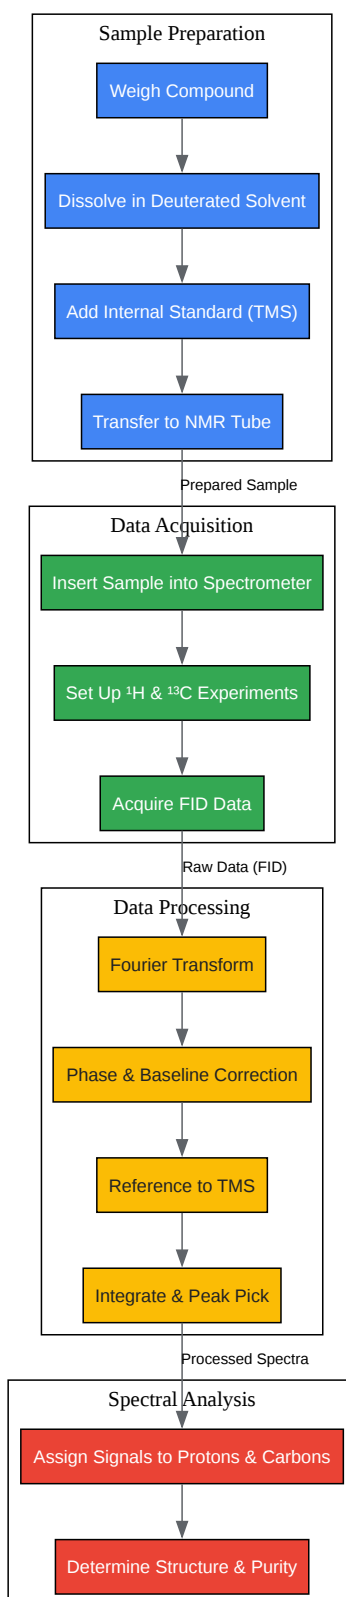 Sample Preparation
Weigh Compound
Dissolve in Deuterated Solvent
Add Internal Standard (TMS)
Transfer to NMR Tube
Prepared Sample
Data Acquisition
Insert Sample into Spectrometer
Set Up ¹H & ¹³C Experiments
Acquire FID Data
Raw Data (FID)
Data Processing
Fourier Transform
Phase & Baseline Correction
Reference to TMS
Integrate & Peak Pick
Processed Spectra
Spectral Analysis
Assign Signals to Protons & Carbons
Determine Structure & Purity